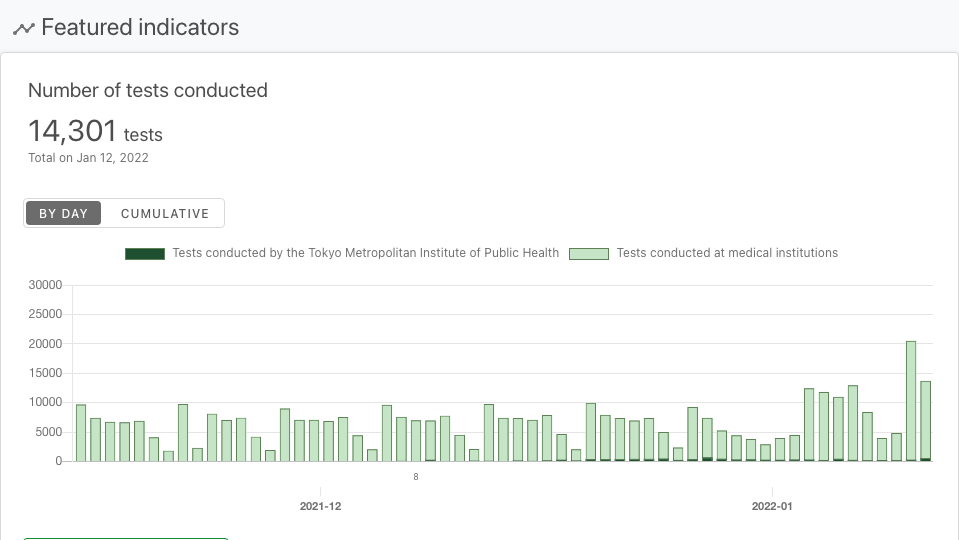 Featured indicators
Number of tests conducted
14,301 tests
Total on Jan 12, 2022
BY DAY CUMULATIVE
Tests conducted by the Tokyo Metropolitan Institute of Public Health Tests conducted at medical institutions
30000
25000
20000
15000
10000
5000
0
8
2021-12 2022-01